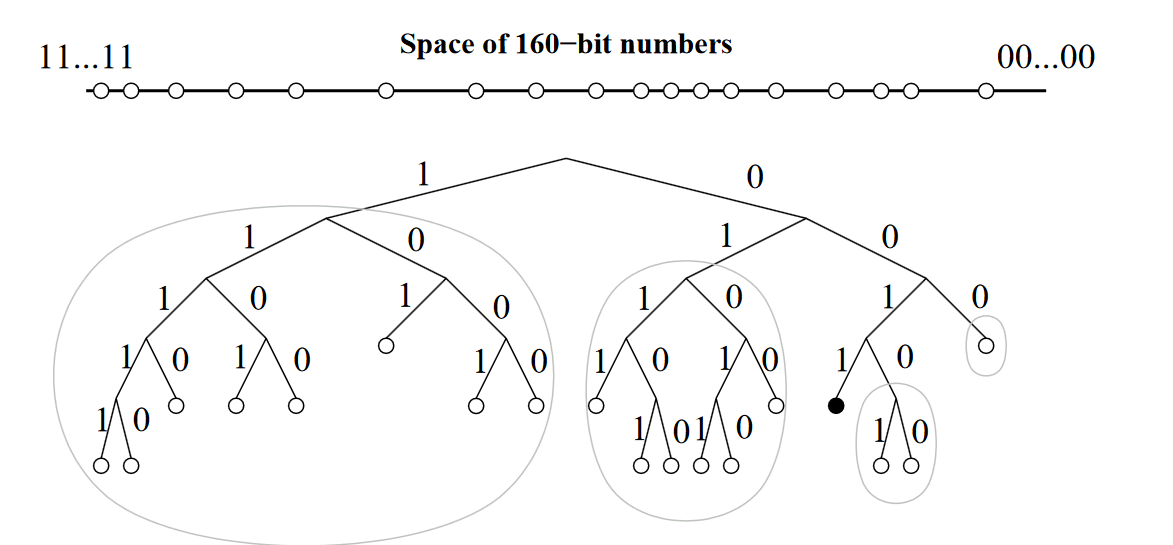 Space of 160−bit numbers
11...11 00...00
1 0
1 0 1 0
1 0 1 0 1 0 1 0
1 0 1 0 1 0 1 0 1 0 1 0
1 0 1 0 1 0 1 0